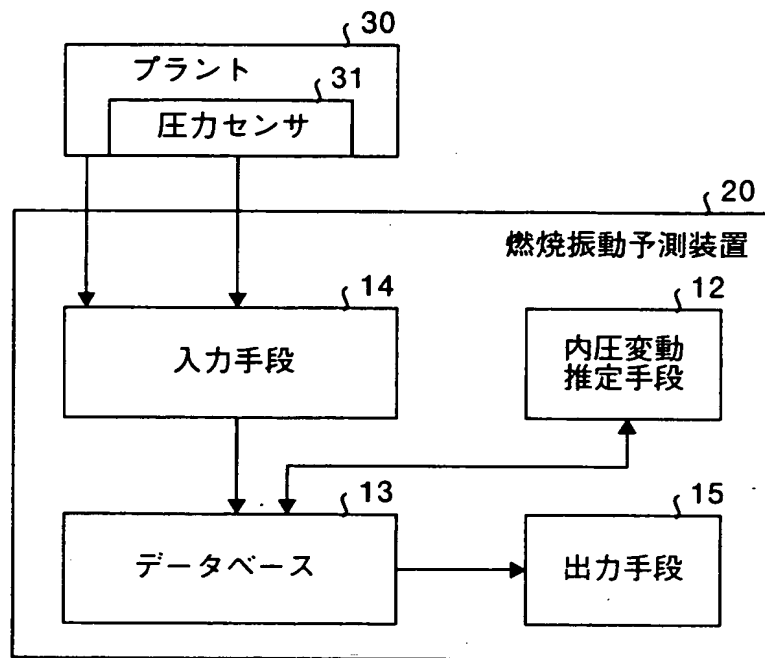 30
プラント
31
圧力センサ
20
燃焼振動予測装置
14
入力手段
12
内圧変動
推定手段
13
データベース
15
出力手段